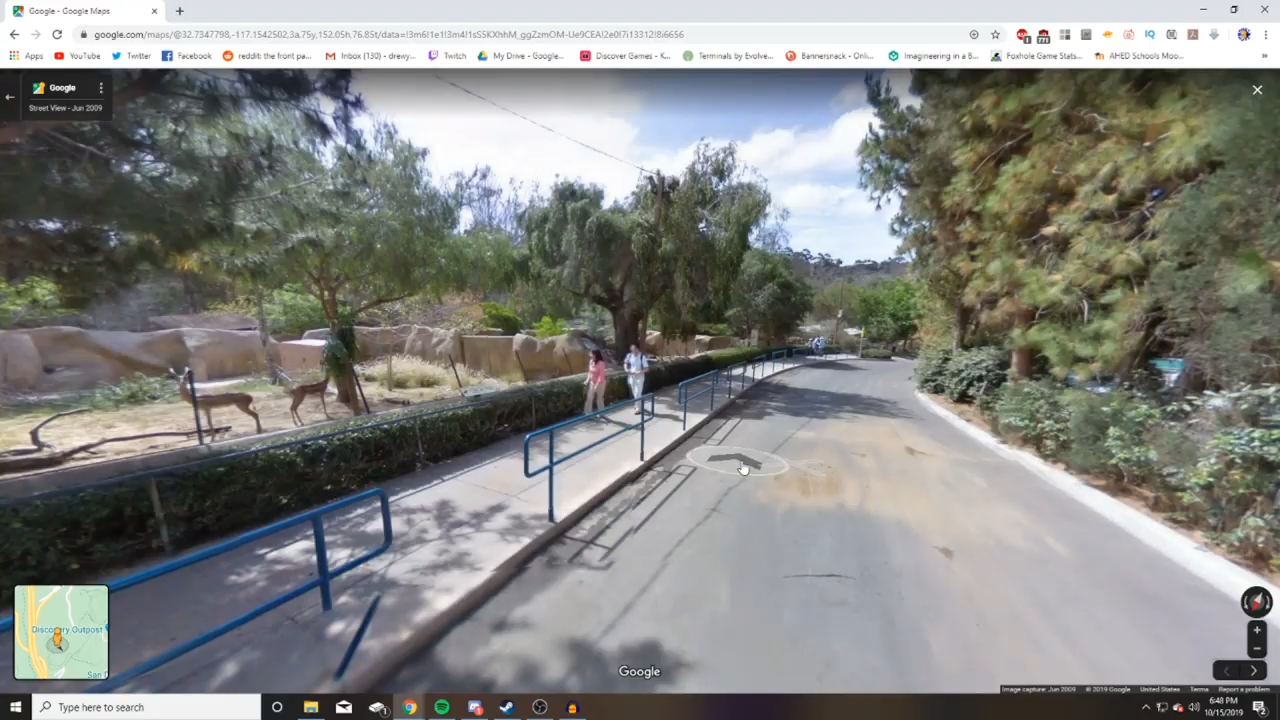 Google - Google Maps
google.com/maps/@32.7347798,-117.1542502,3a,75y,152.05h,76.85t/data=!3m6!1e1!3m4!1sS5KXhhM_ggZzmOM-Ue9CEA!2e0!7i13312!8i6656
Apps YouTube Twitter Facebook reddit: the front pa... Inbox (130) - drewy... Twitch My Drive - Google... Discover Games - K... Terminals by Evolve... Bannersnack - Onli... Imagineering in a B... Foxhole Game Stats... AHED Schools Moo... »
Google
Street View - Jun 2009
Discovery Outpost
San
Google
Image capture: Jun 2009 © 2019 Google United States Terms Report a problem
Type here to search
6:48 PM
10/15/2019